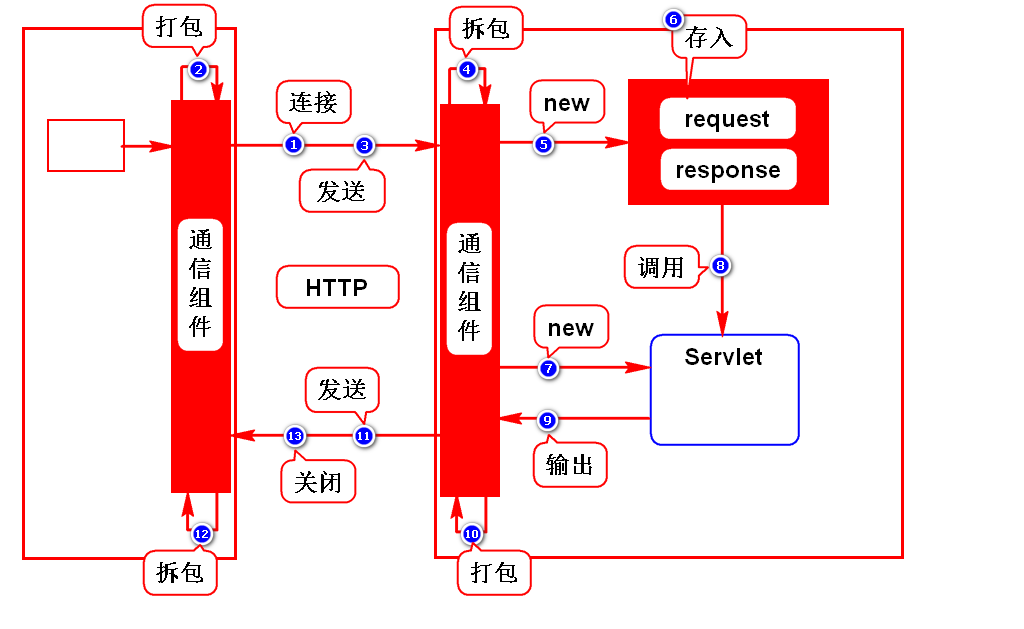 打包
2
拆包
4
6
存入
连接
1
3
发送
new
5
request
response
通
信
组
件
通
信
组
件
HTTP
调用
8
new
7
Servlet
发送
13
11
关闭
9
输出
12
拆包
10
打包